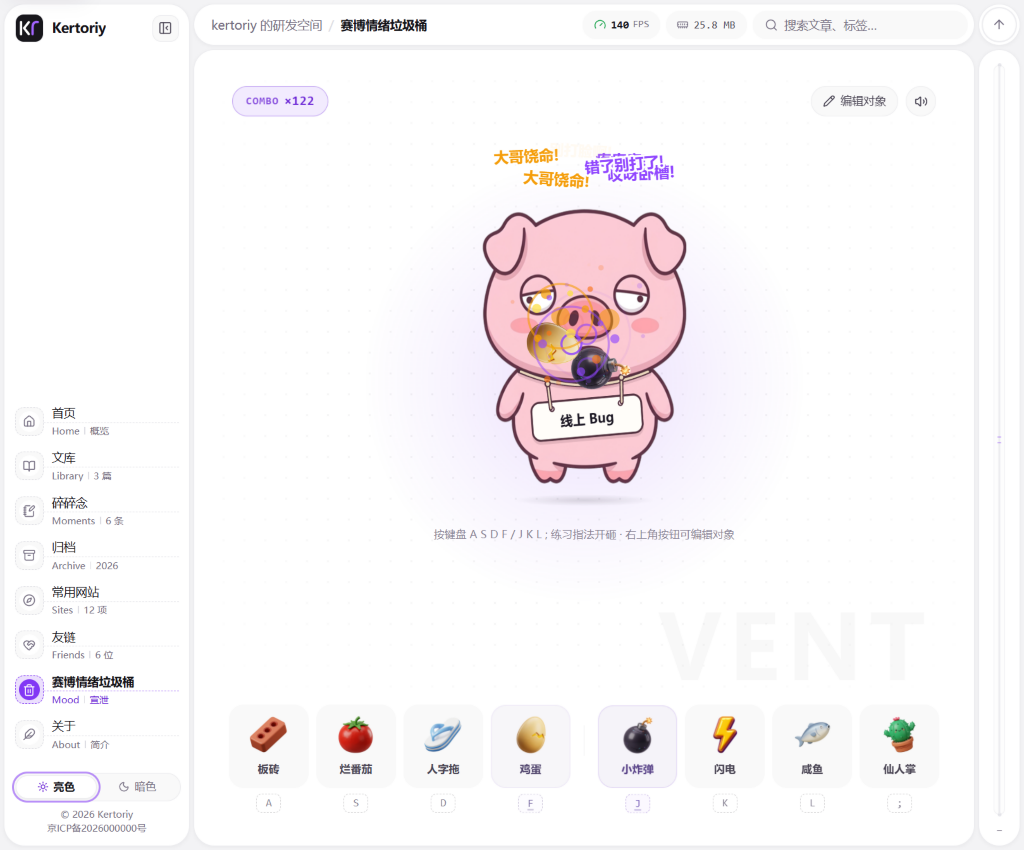 Kr Kertoriy
kertoriy 的研发空间 / 赛博情绪垃圾桶
140 FPS
25.8 MB
搜索文章、标签...
COMBO ×122
编辑对象
大哥饶命!
错了别打了!
大哥饶命!
哎呀卧槽!
线上 Bug
按键盘 A S D F / J K L ; 练习指法开砸 · 右上角按钮可编辑对象
VENT
首页
Home | 概览
文库
Library | 3 篇
碎碎念
Moments | 6 条
归档
Archive | 2026
常用网站
Sites | 12 项
友链
Friends | 6 位
赛博情绪垃圾桶
Mood | 宣泄
关于
About | 简介
亮色
暗色
© 2026 Kertoriy
京ICP备2026000000号
板砖
烂番茄
人字拖
鸡蛋
小炸弹
闪电
咸鱼
仙人掌
A
S
D
F
J
K
L
;